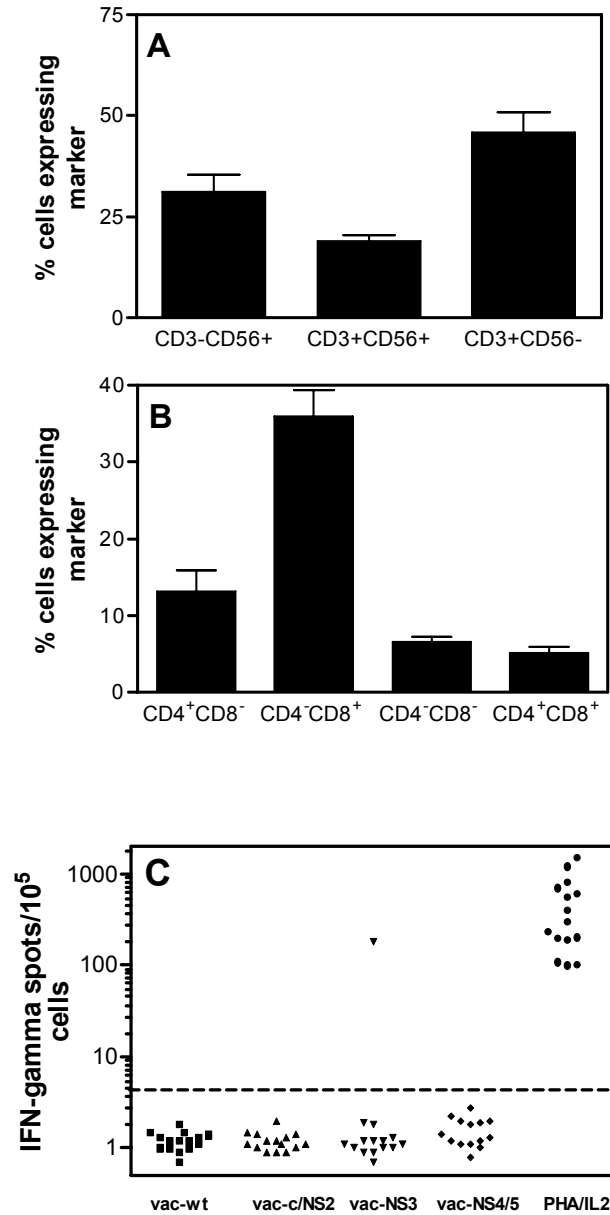 A
75
50
25
0
% cells expressing
marker
CD3-CD56+ CD3+CD56+ CD3+CD56-
B
40
30
20
10
0
% cells expressing
marker
CD4⁺CD8⁻ CD4⁻CD8⁺ CD4⁻CD8⁻ CD4⁺CD8⁺
C
1000
100
10
1
IFN-gamma spots/10⁵
cells
vac-wt vac-c/NS2 vac-NS3 vac-NS4/5 PHA/IL2